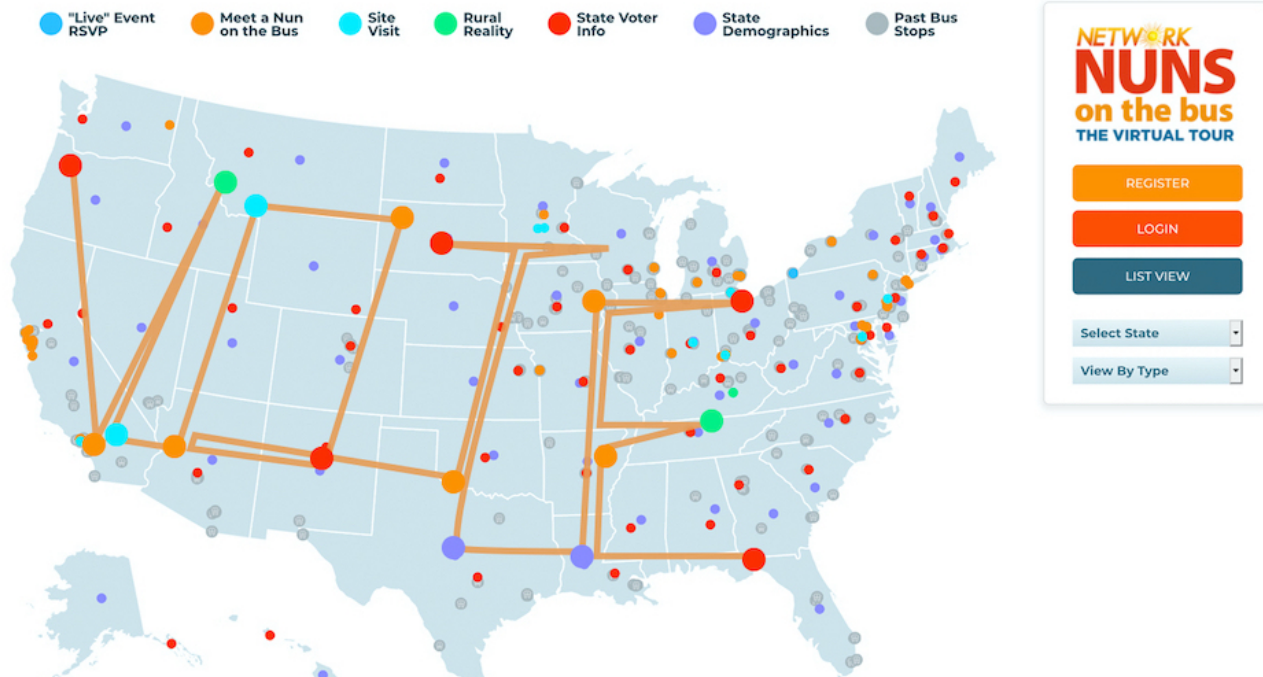 "Live" Event
RSVP
Meet a Nun
on the Bus
Site
Visit
Rural
Reality
State Voter
Info
State
Demographics
Past Bus
Stops
VOTE
NETWORK
NUNS
on the bus
THE VIRTUAL TOUR
REGISTER
LOGIN
LIST VIEW
Select State
View By Type